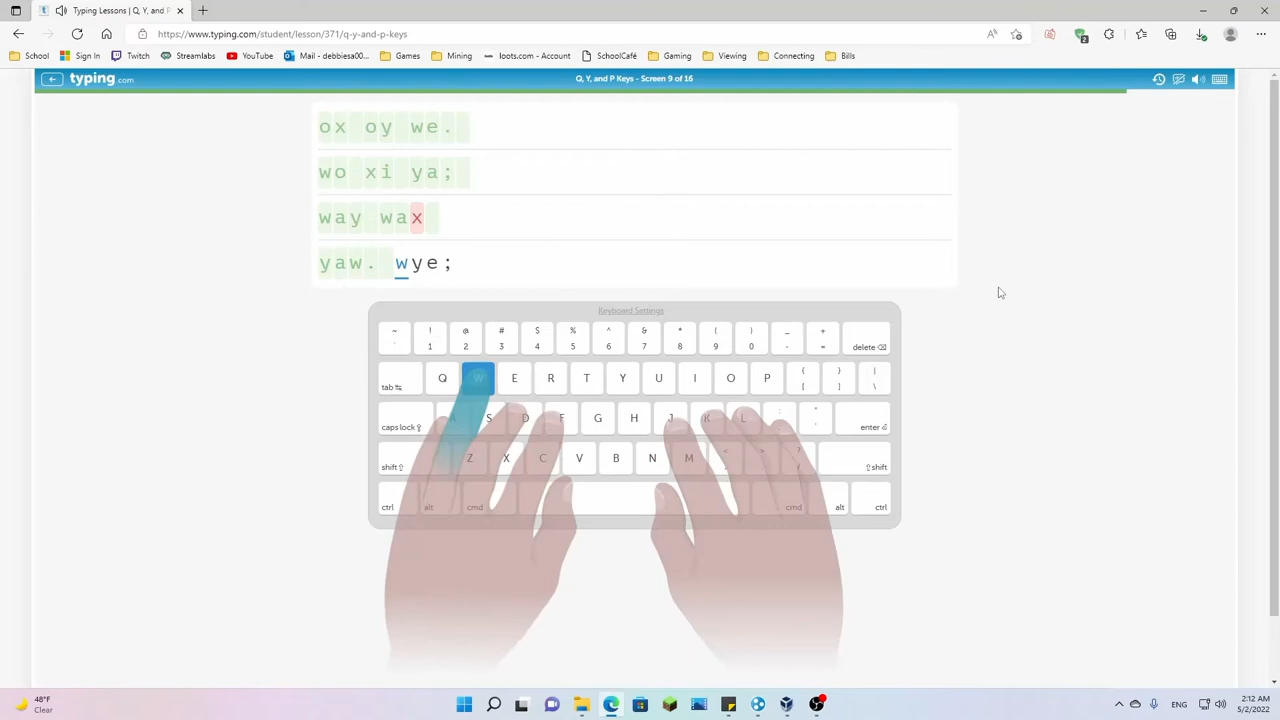 Typing Lessons | Q, Y, and P
https://www.typing.com/student/lesson/371/q-y-and-p-keys
School Sign In Twitch Streamlabs YouTube Mail - debbiesa00... Games Mining loots.com - Account SchoolCafé Gaming Viewing Connecting Bills
typing.com
Q, Y, and P Keys - Screen 9 of 16
ox oy we.
wo xi ya;
way wax
yaw. wye;
Keyboard Settings
~ ! @ # $ % ^ & * ( ) _ +
` 1 2 3 4 5 6 7 8 9 0 - = delete
tab Q W E R T Y U I O P { [ } ] | \
caps lock A S D F G H J K L : ; " ' enter
shift Z X C V B N M < > ? / shift
ctrl alt cmd cmd alt ctrl
48°F
Clear
ENG
2:12 AM
5/2/2022